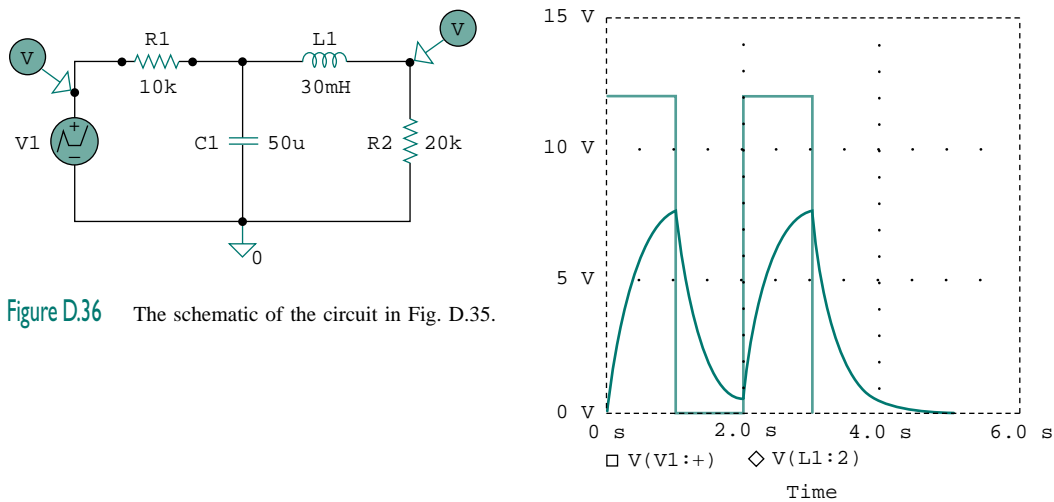 V
V
R1
10k
L1
30mH
V1
+
−
C1
50u
R2
20k
0
Figure D.36 The schematic of the circuit in Fig. D.35.
15 V
10 V
5 V
0 V
0 s
2.0 s
4.0 s
6.0 s
V(V1:+)
V(L1:2)
Time